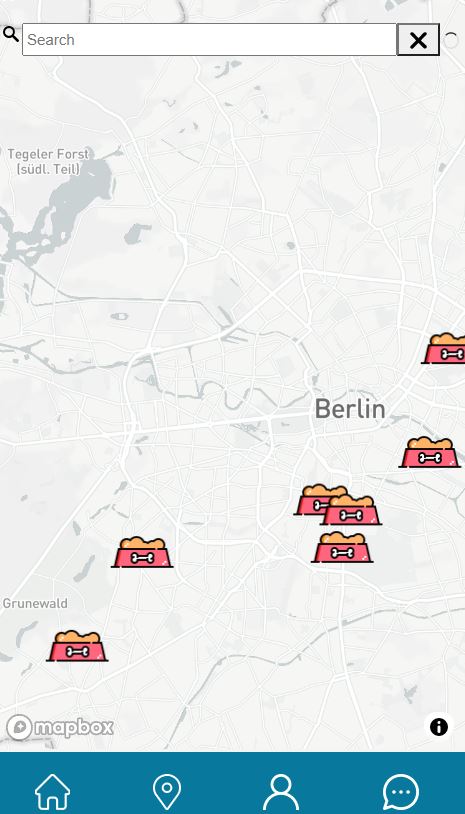 Search
Tegeler Forst
(südl. Teil)
Berlin
Grunewald
mapbox